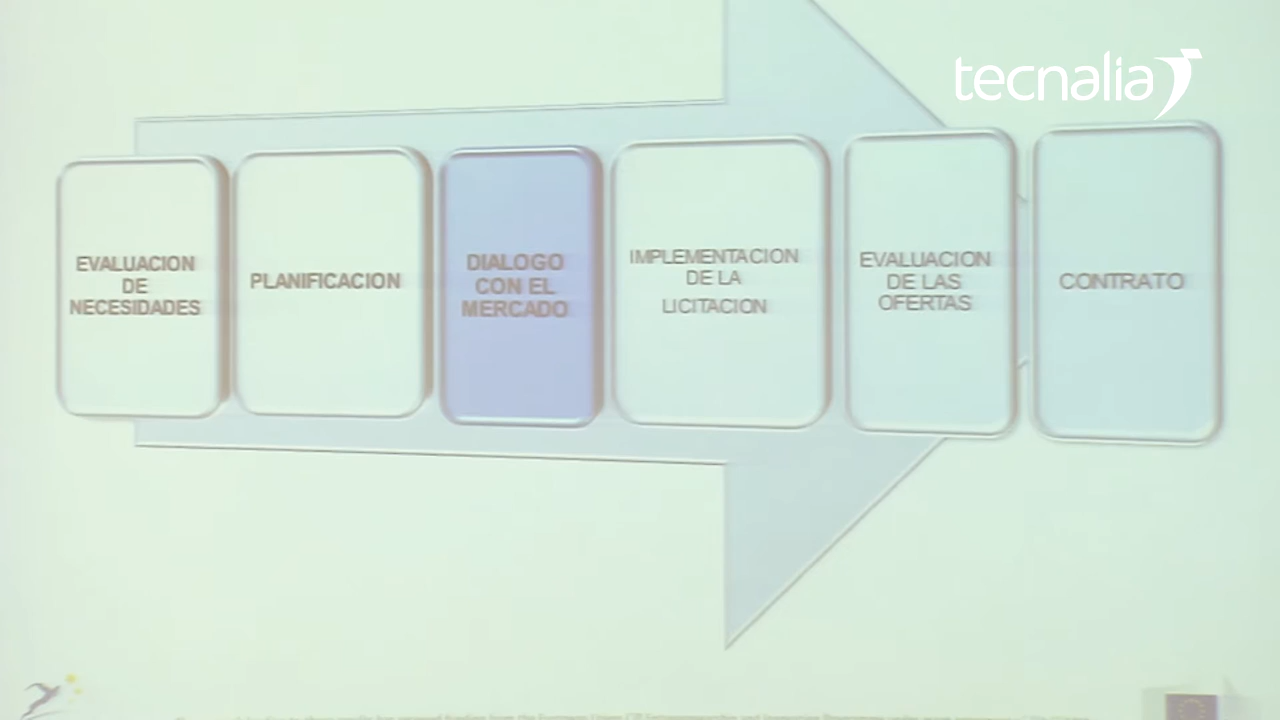 tecnalia
EVALUACION
DE
NECESIDADES
PLANIFICACION
DIALOGO
CON EL
MERCADO
IMPLEMENTACION
DE LA
LICITACION
EVALUACION
DE LAS
OFERTAS
CONTRATO